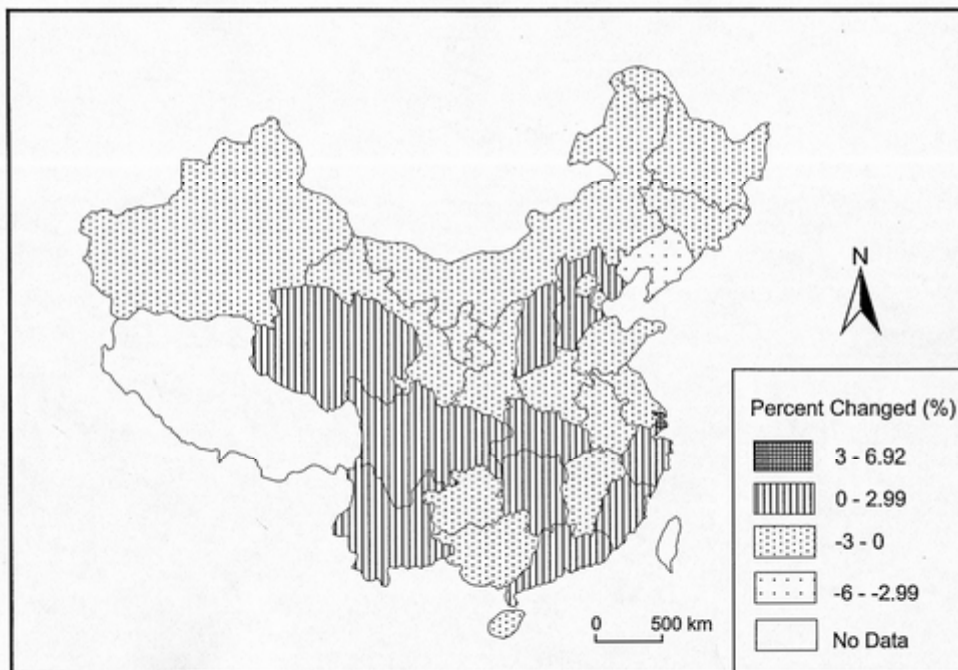 N
Percent Changed (%)
3 - 6.92
0 - 2.99
-3 - 0
-6 - -2.99
No Data
0 500 km